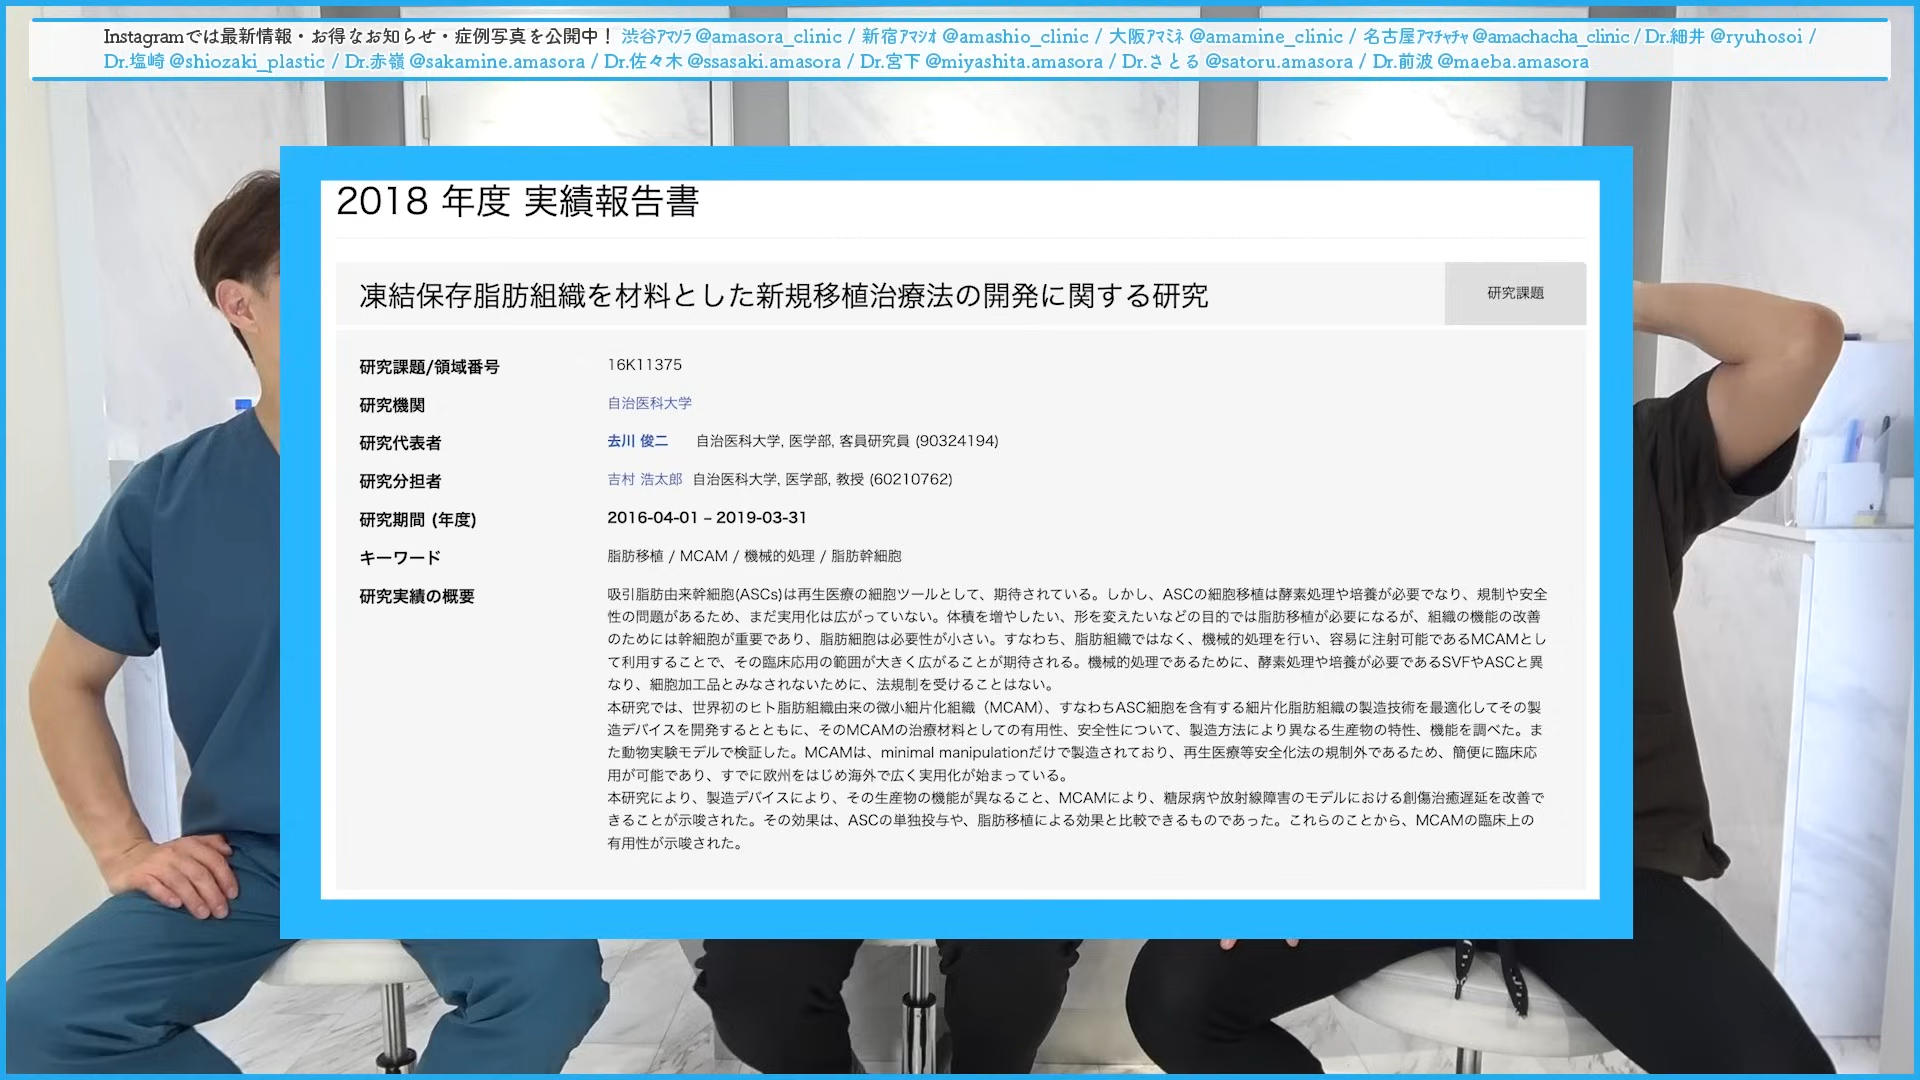 Instagramでは最新情報・お得なお知らせ・症例写真を公開中！ 渋谷ｱﾏｿﾗ @amasora_clinic / 新宿ｱﾏｼｵ @amashio_clinic / 大阪ｱﾏﾐﾈ @amamine_clinic / 名古屋ｱﾏﾁｬﾁｬ @amachacha_clinic / Dr.細井 @ryuhosoi /
Dr.塩崎 @shiozaki_plastic / Dr.赤嶺 @sakamine.amasora / Dr.佐々木 @ssasaki.amasora / Dr.宮下 @miyashita.amasora / Dr.さとる @satoru.amasora / Dr.前波 @maeba.amasora
2018 年度 実績報告書
凍結保存脂肪組織を材料とした新規移植治療法の開発に関する研究
研究課題
研究課題/領域番号 16K11375
研究機関 自治医科大学
研究代表者 去川 俊二 自治医科大学, 医学部, 客員研究員 (90324194)
研究分担者 吉村 浩太郎 自治医科大学, 医学部, 教授 (60210762)
研究期間 (年度) 2016-04-01 – 2019-03-31
キーワード 脂肪移植 / MCAM / 機械的処理 / 脂肪幹細胞
研究実績の概要 吸引脂肪由来幹細胞(ASCs)は再生医療の細胞ツールとして、期待されている。しかし、ASCの細胞移植は酵素処理や培養が必要でなり、規制や安全
性の問題があるため、まだ実用化は広がっていない。体積を増やしたい、形を変えたいなどの目的では脂肪移植が必要になるが、組織の機能の改善
のためには幹細胞が重要であり、脂肪細胞は必要性が小さい。すなわち、脂肪組織ではなく、機械的処理を行い、容易に注射可能であるMCAMとし
て利用することで、その臨床応用の範囲が大きく広がることが期待される。機械的処理であるために、酵素処理や培養が必要であるSVFやASCと異
なり、細胞加工品とみなされないために、法規制を受けることはない。
本研究では、世界初のヒト脂肪組織由来の微小細片化組織（MCAM）、すなわちASC細胞を含有する細片化脂肪組織の製造技術を最適化してその製
造デバイスを開発するとともに、そのMCAMの治療材料としての有用性、安全性について、製造方法により異なる生産物の特性、機能を調べた。ま
た動物実験モデルで検証した。MCAMは、minimal manipulationだけで製造されており、再生医療等安全化法の規制外であるため、簡便に臨床応
用が可能であり、すでに欧州をはじめ海外で広く実用化が始まっている。
本研究により、製造デバイスにより、その生産物の機能が異なること、MCAMにより、糖尿病や放射線障害のモデルにおける創傷治癒遅延を改善で
きることが示唆された。その効果は、ASCの単独投与や、脂肪移植による効果と比較できるものであった。これらのことから、MCAMの臨床上の
有用性が示唆された。